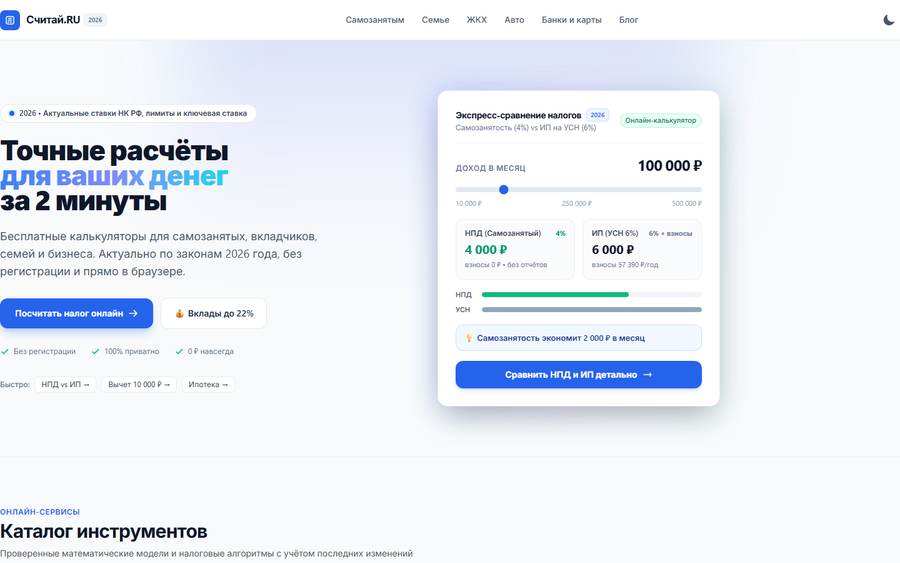 Считай.RU 2026
Самозанятым Семье ЖКХ Авто Банки и карты Блог
2026 • Актуальные ставки НК РФ, лимиты и ключевая ставка
Точные расчёты
для ваших денег
за 2 минуты
Бесплатные калькуляторы для самозанятых, вкладчиков,
семей и бизнеса. Актуально по законам 2026 года, без
регистрации и прямо в браузере.
Посчитать налог онлайн →
Вклады до 22%
Без регистрации
100% приватно
0 ₽ навсегда
Быстро: НПД vs ИП → Вычет 10 000 ₽ → Ипотека →
Экспресс-сравнение налогов 2026
Самозанятость (4%) vs ИП на УСН (6%)
Онлайн-калькулятор
ДОХОД В МЕСЯЦ 100 000 ₽
10 000 ₽ 250 000 ₽ 500 000 ₽
НПД (Самозанятый) 4%
4 000 ₽
взносы 0 ₽ • без отчётов
ИП (УСН 6%) 6% + взносы
6 000 ₽
взносы 57 390 ₽/год
НПД
УСН
Самозанятость экономит 2 000 ₽ в месяц
Сравнить НПД и ИП детально →
ОНЛАЙН-СЕРВИСЫ
Каталог инструментов
Проверенные математические модели и налоговые алгоритмы с учётом последних изменений